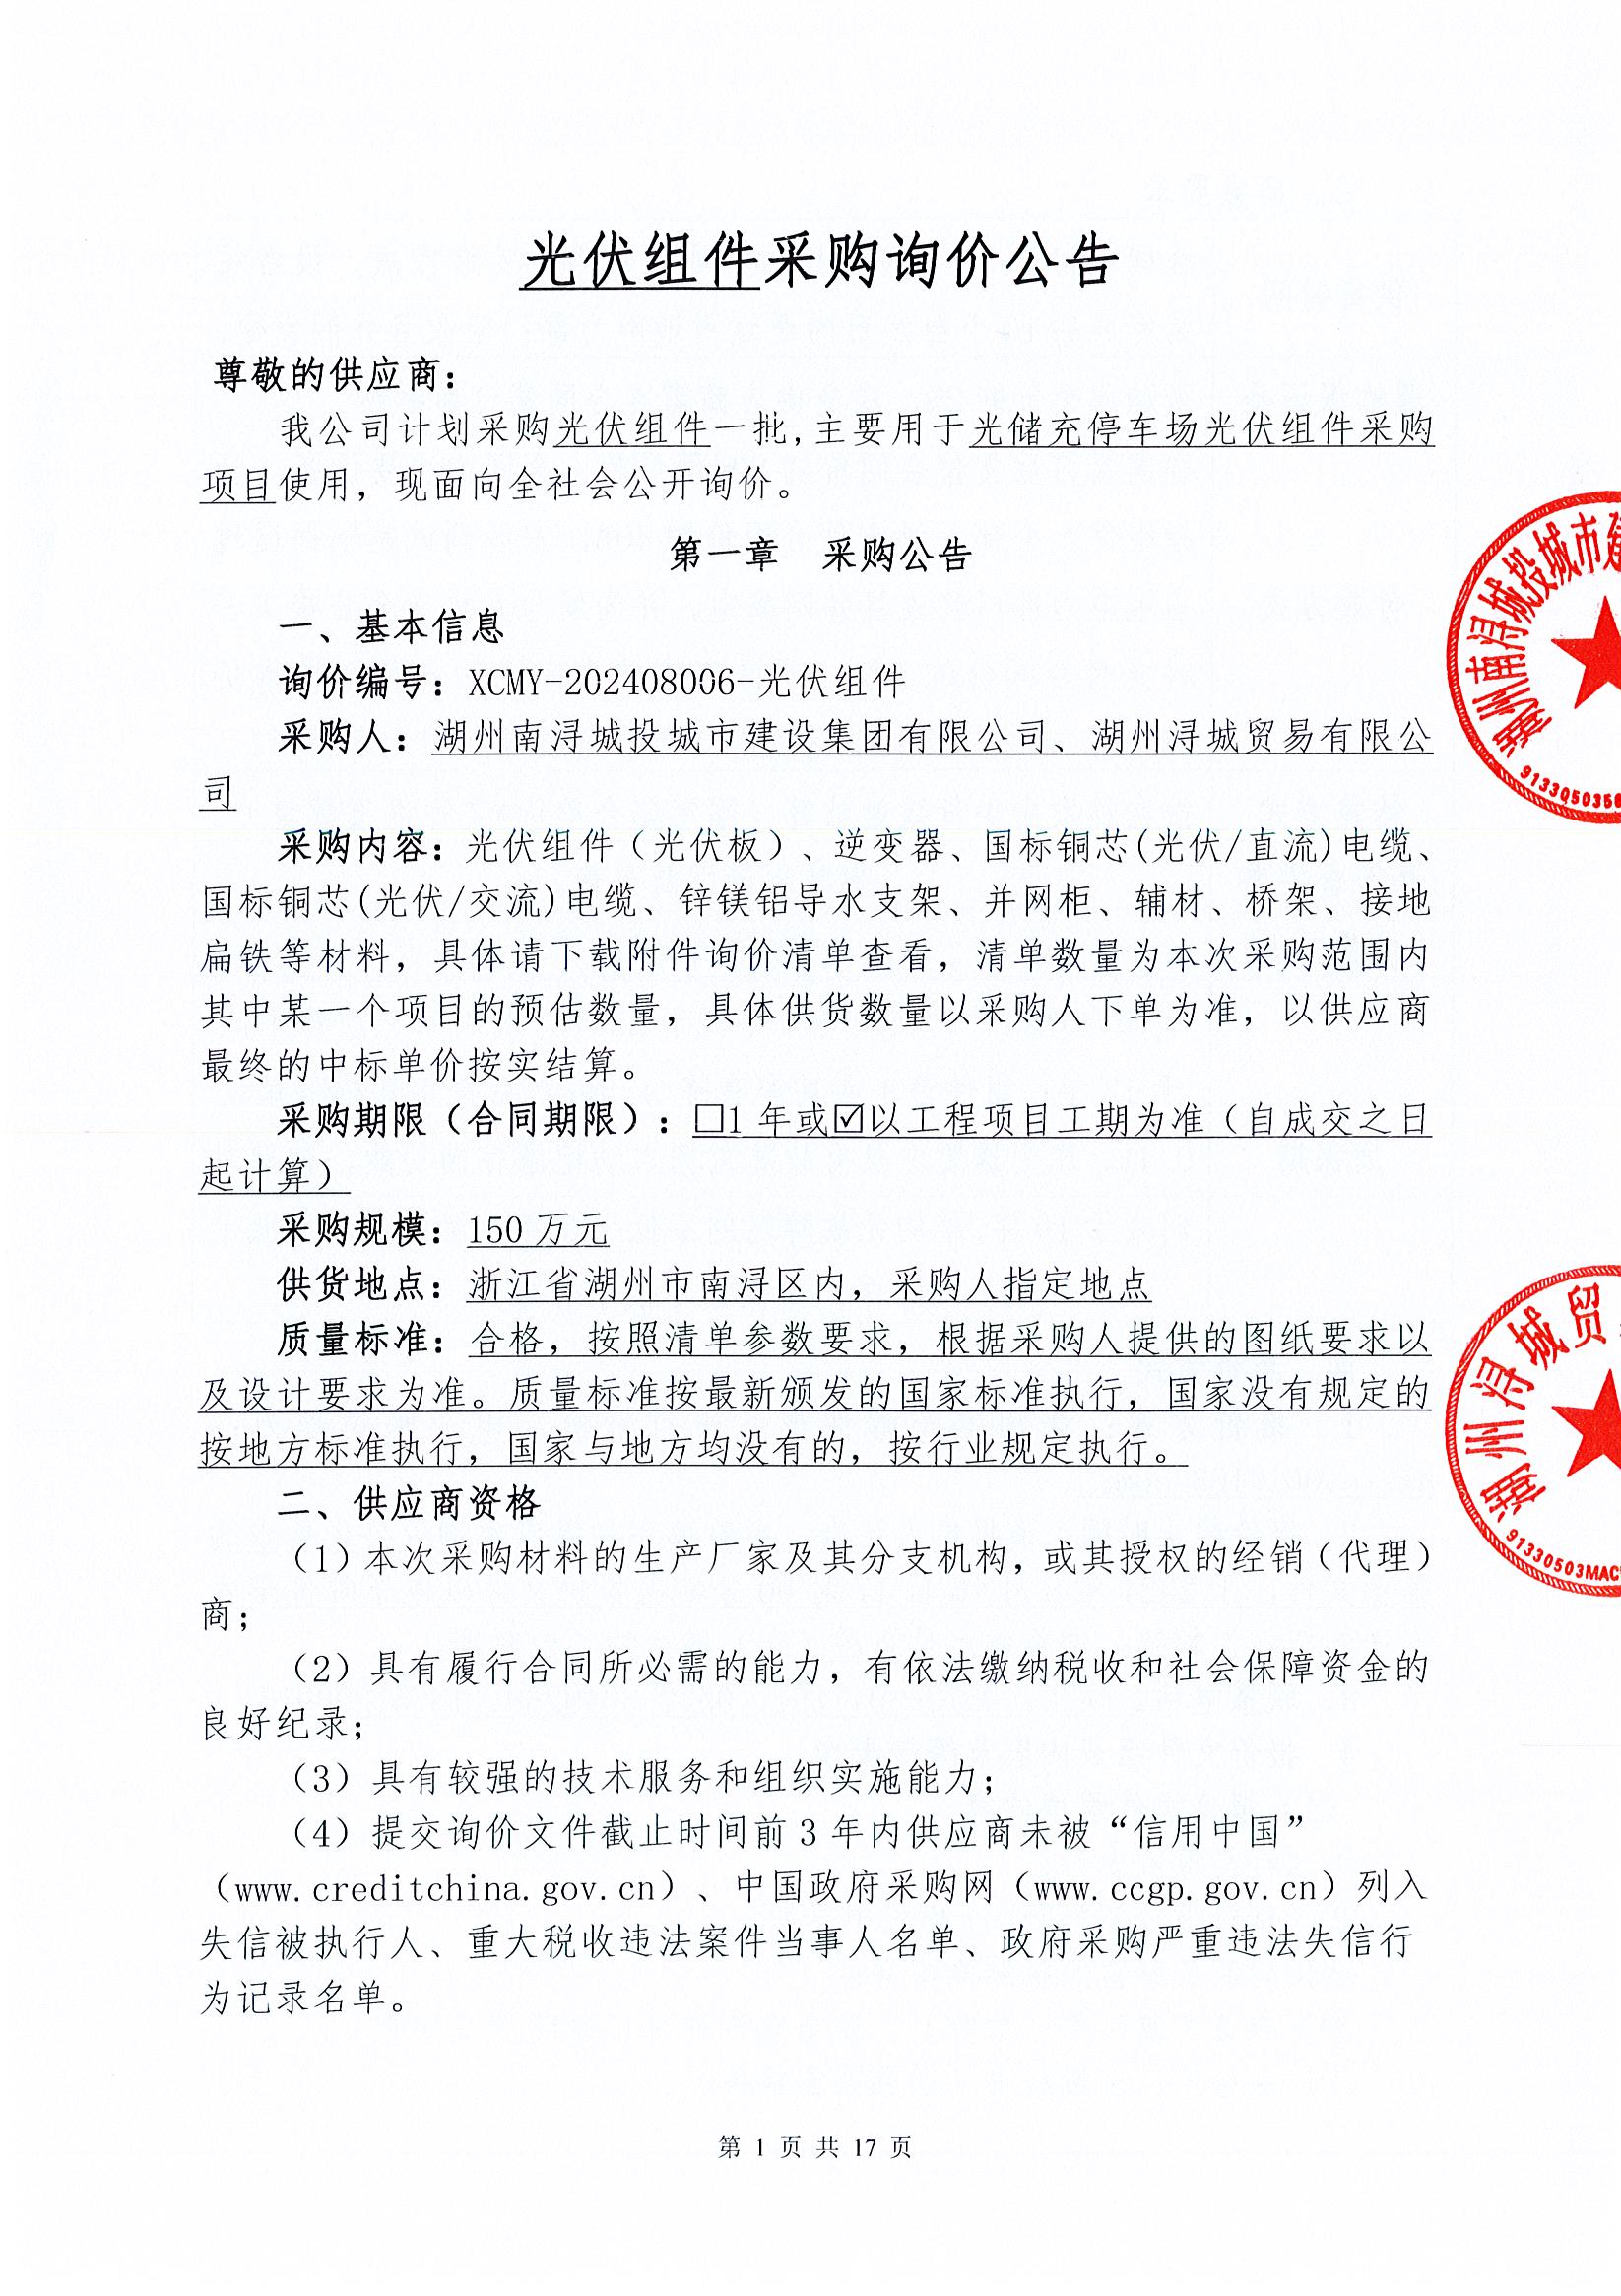 光伏组件采购询价公告
尊敬的供应商：
我公司计划采购光伏组件一批,主要用于光储充停车场光伏组件采购
项目使用，现面向全社会公开询价。
第一章 采购公告
一、基本信息
询价编号：XCMY-202408006-光伏组件
采购人：湖州南浔城投城市建设集团有限公司、湖州浔城贸易有限公
司
采购内容：光伏组件（光伏板）、逆变器、国标铜芯(光伏/直流)电缆、
国标铜芯(光伏/交流)电缆、锌镁铝导水支架、并网柜、辅材、桥架、接地
扁铁等材料，具体请下载附件询价清单查看，清单数量为本次采购范围内
其中某一个项目的预估数量，具体供货数量以采购人下单为准，以供应商
最终的中标单价按实结算。
采购期限（合同期限）：□1 年或☑以工程项目工期为准（自成交之日
起计算）
采购规模：150 万元
供货地点：浙江省湖州市南浔区内，采购人指定地点
质量标准：合格，按照清单参数要求，根据采购人提供的图纸要求以
及设计要求为准。质量标准按最新颁发的国家标准执行，国家没有规定的
按地方标准执行，国家与地方均没有的，按行业规定执行。
二、供应商资格
（1）本次采购材料的生产厂家及其分支机构，或其授权的经销（代理）
商；
（2）具有履行合同所必需的能力，有依法缴纳税收和社会保障资金的
良好纪录；
（3）具有较强的技术服务和组织实施能力；
（4）提交询价文件截止时间前 3 年内供应商未被“信用中国”
（www.creditchina.gov.cn）、中国政府采购网（www.ccgp.gov.cn）列入
失信被执行人、重大税收违法案件当事人名单、政府采购严重违法失信行
为记录名单。
第 1 页 共 17 页
湖州南浔城投城市建
9133050356
湖州浔城贸
91330503MAC